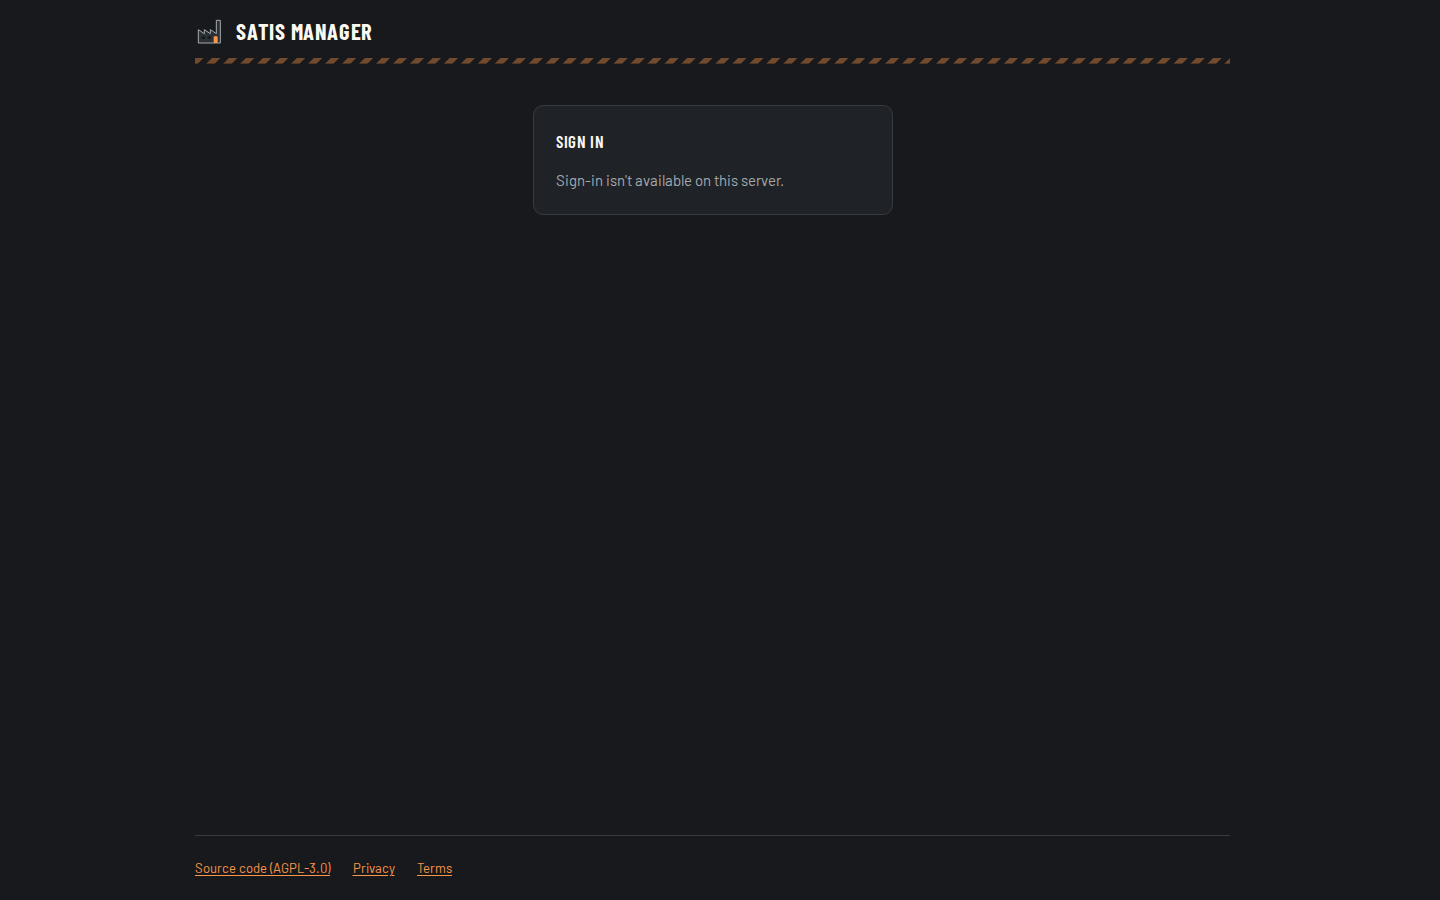 SATIS MANAGER
SIGN IN
Sign-in isn't available on this server.
Source code (AGPL-3.0) Privacy Terms